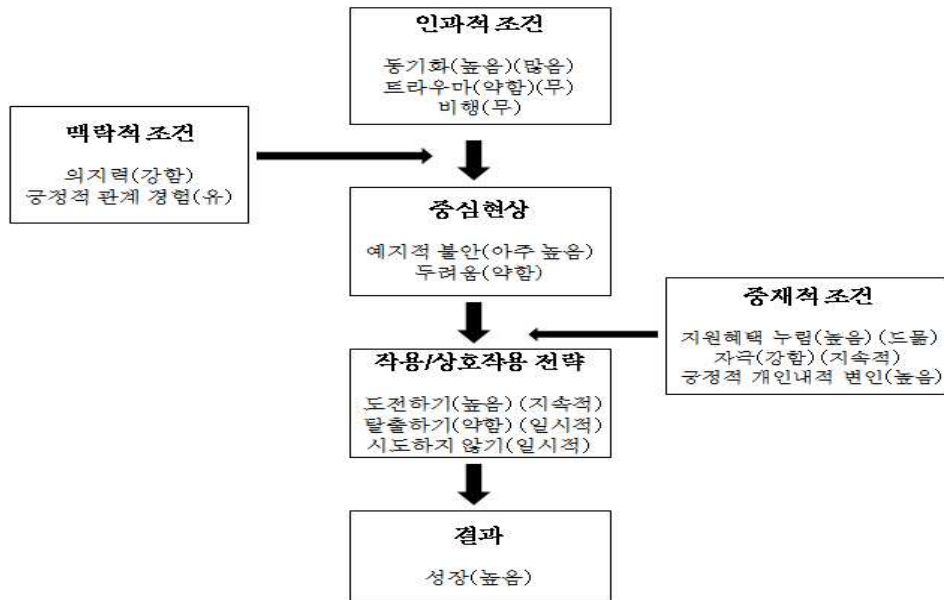 인과적 조건
동기화(높음)(많음)
트라우마(약함)(무)
비행(무)
맥락적 조건
의지력(강함)
긍정적 관계 경험(유)
중심현상
예지적 불안(아주 높음)
두려움(약함)
중재적 조건
지원혜택 누림(높음) (드묾)
자극(강함) (지속적)
긍정적 개인내적 변인(높음)
작용/상호작용 전략
도전하기(높음) (지속적)
탈출하기(약함) (일시적)
시도하지 않기(일시적)
결과
성장(높음)